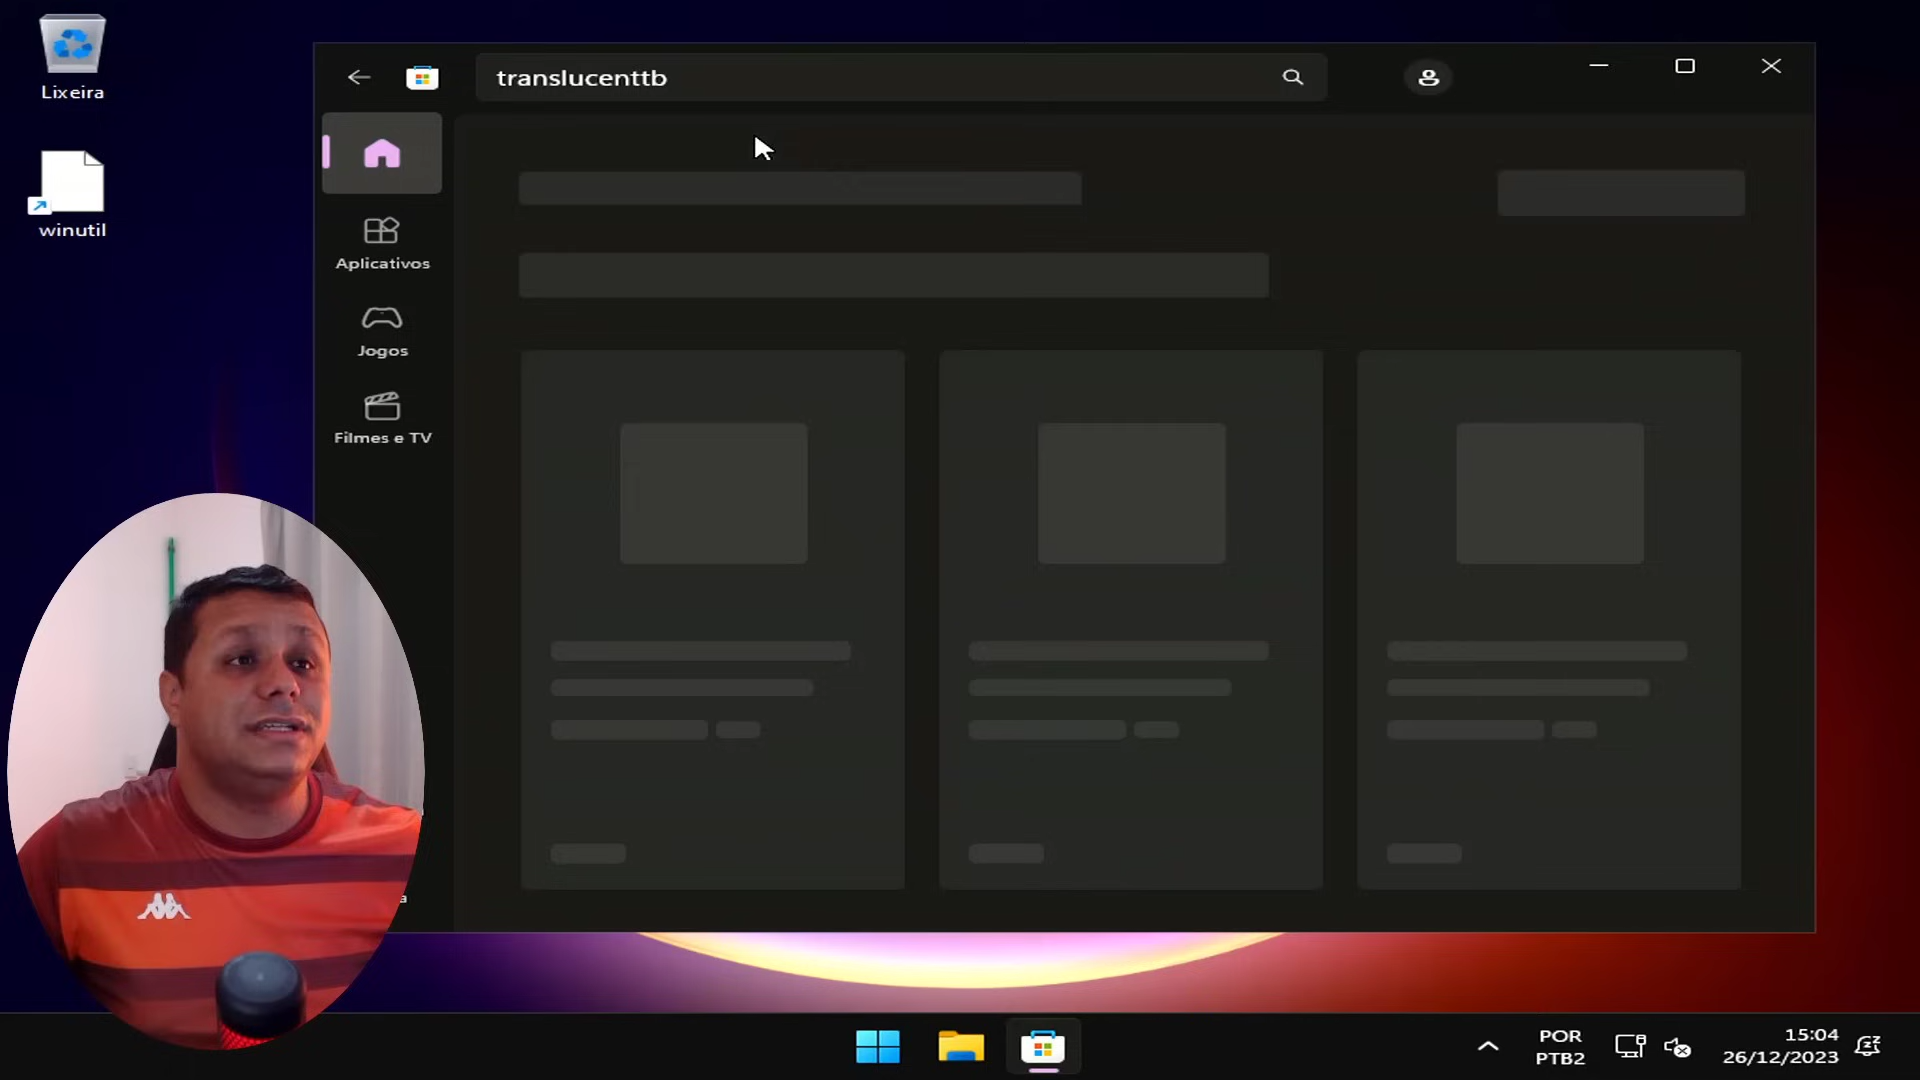 Lixeira
winutil
translucenttb
Aplicativos
Jogos
Filmes e TV
a
POR
PTB2
15:04
26/12/2023